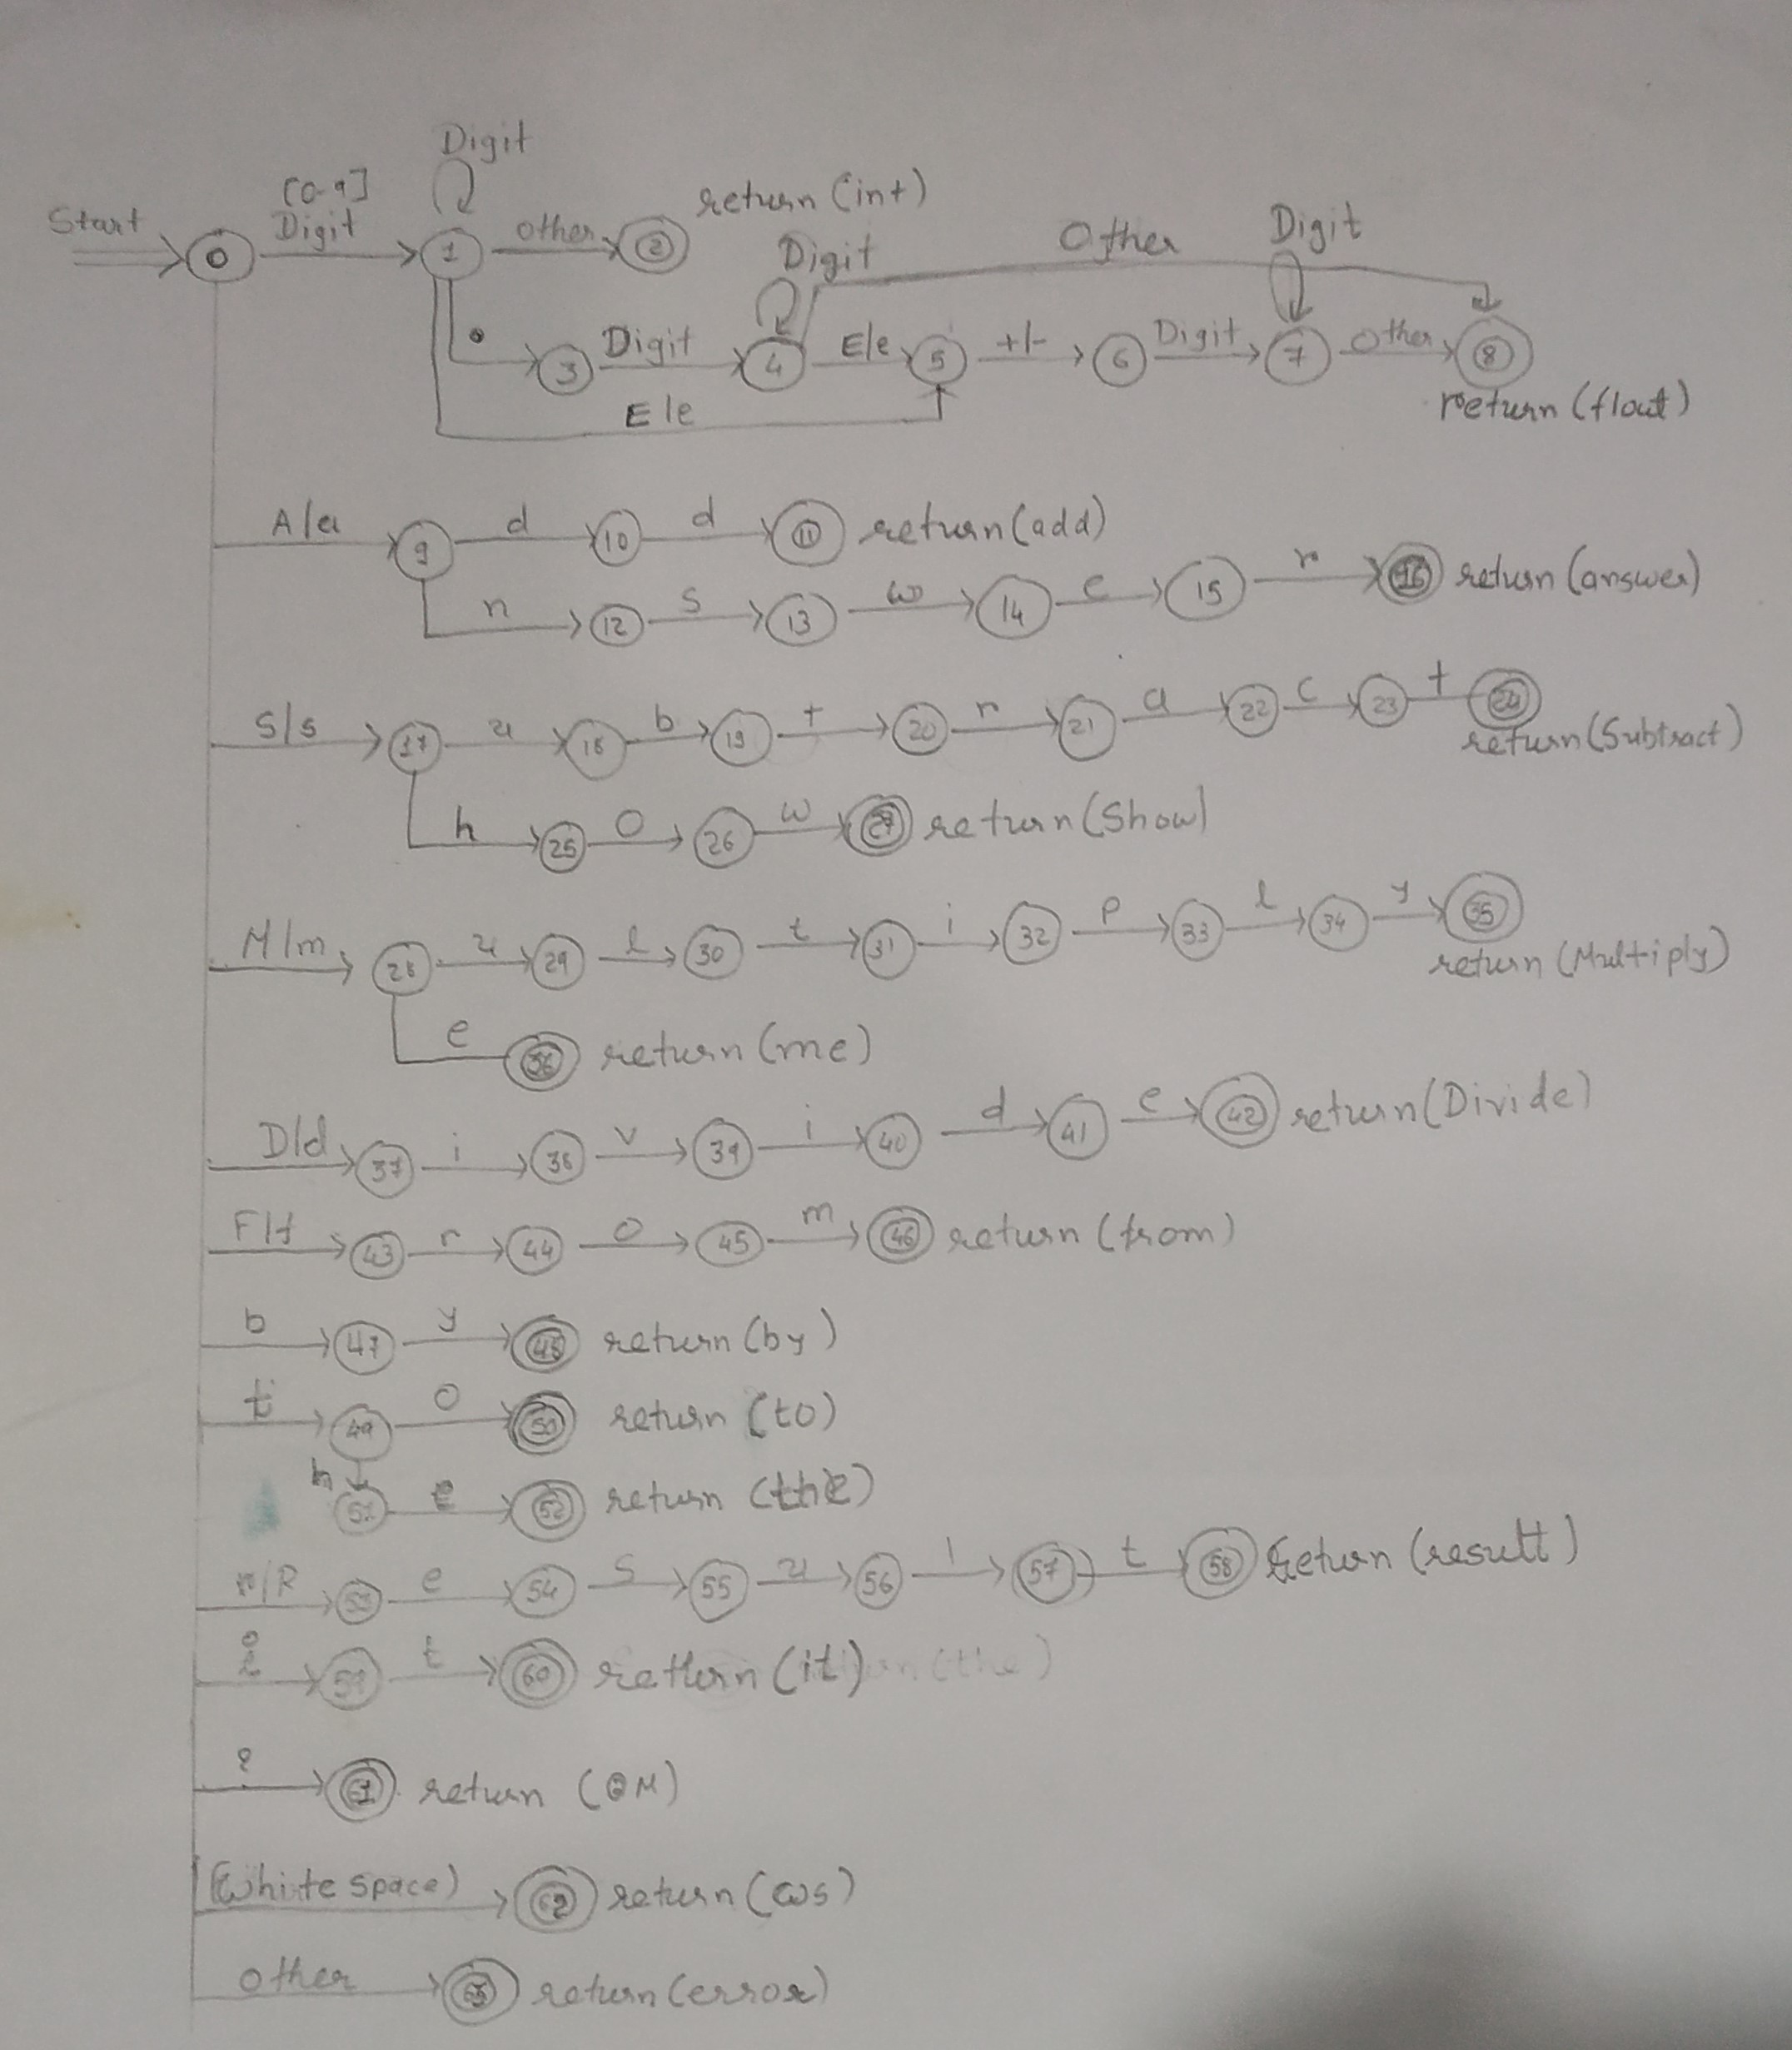 Digit
[0-9]
Start Digit other return (int)
0 1 2
Digit Other Digit
. Digit E/e +/- Digit Other
3 4 5 6 7 8
E/e return (float)
A/a d d return (add)
9 10 11
n s w e r return (answer)
12 13 14 15 16
S/s u b t r a c t
17 18 19 20 21 22 23 24
return (Subtract)
h o w return (Show)
25 26 27
M/m u l t i p l y
28 29 30 31 32 33 34 35
return (Multiply)
e return (me)
36
D/d i v i d e return (Divide)
37 38 39 40 41 42
F/f r o m return (from)
43 44 45 46
b y return (by)
47 48
t o return (to)
49 50
h e return (the)
51 52
r/R e s u l t return (result)
53 54 55 56 57 58
i t return (it)
59 60
? return (QM)
61
(White space) return (ws)
62
other return (error)
63